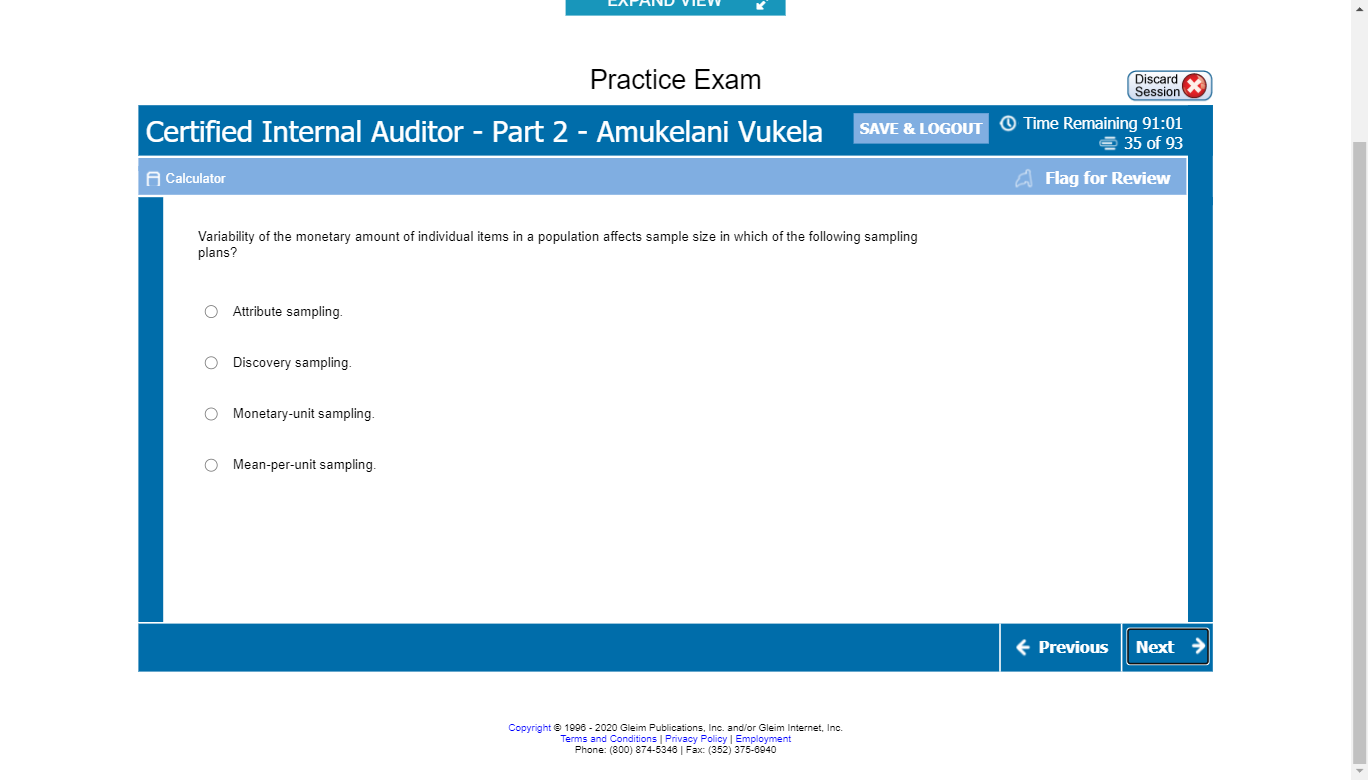 EXPAND VIEW
Practice Exam
Discard
Session
Certified Internal Auditor - Part 2 - Amukelani Vukela
SAVE & LOGOUT
Time Remaining 91:01
35 of 93
Calculator
Flag for Review
Variability of the monetary amount of individual items in a population affects sample size in which of the following sampling
plans?
Attribute sampling.
Discovery sampling.
Monetary-unit sampling.
Mean-per-unit sampling.
Previous
Next
Copyright © 1996 - 2020 Gleim Publications, Inc. and/or Gleim Internet, Inc.
Terms and Conditions | Privacy Policy | Employment
Phone: (800) 874-5346 | Fax: (352) 375-6940